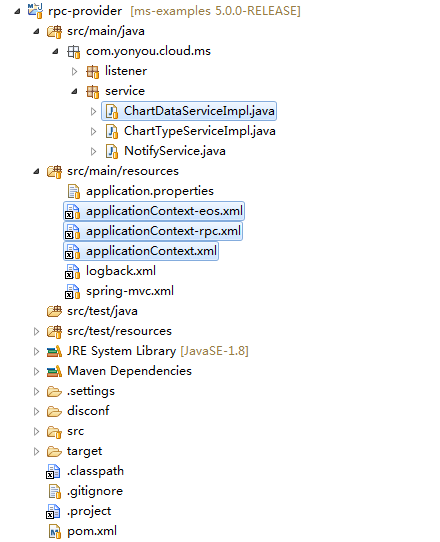 rpc-provider [ms-examples 5.0.0-RELEASE]
src/main/java
com.yonyou.cloud.ms
listener
service
ChartDataServiceImpl.java
ChartTypeServiceImpl.java
NotifyService.java
src/main/resources
application.properties
applicationContext-eos.xml
applicationContext-rpc.xml
applicationContext.xml
logback.xml
spring-mvc.xml
src/test/java
src/test/resources
JRE System Library [JavaSE-1.8]
Maven Dependencies
.settings
disconf
src
target
.classpath
.gitignore
.project
pom.xml